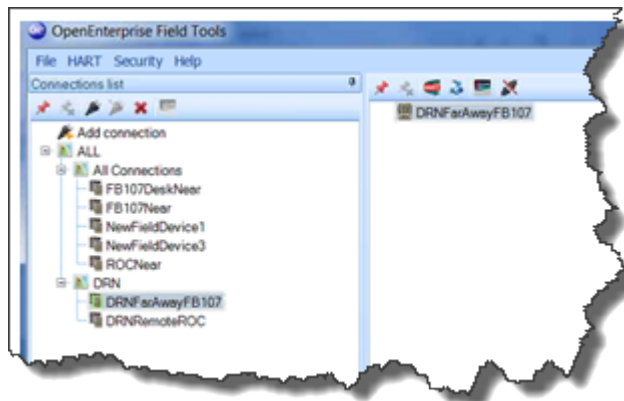 OpenEnterprise Field Tools
File HART Security Help
Connections list
Add connection
ALL
All Connections
FB107DeskNear
FB107Near
NewFieldDevice1
NewFieldDevice3
ROCNear
DRN
DRNFarAwayFB107
DRNRemoteROC
DRNFarAwayFB107